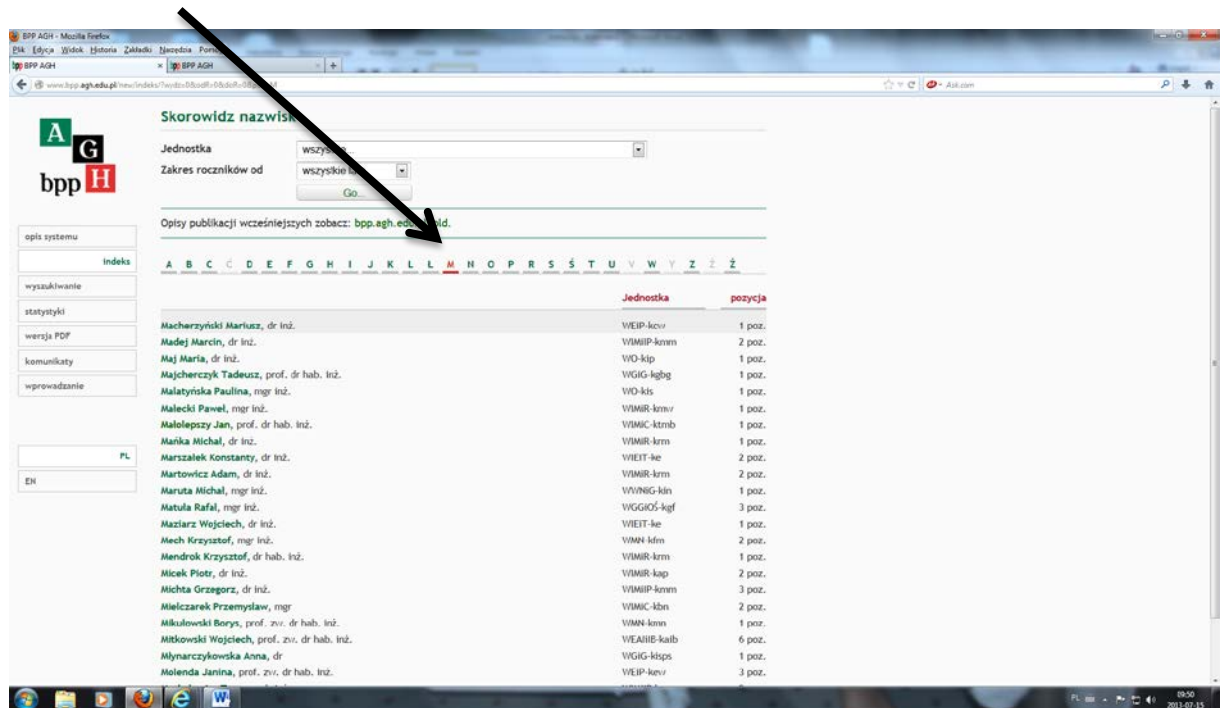 BPP AGH - Mozilla Firefox
Plik Edycja Widok Historia Zakładki Narzędzia
BPP AGH × BPP AGH × +
Ask.com
A
G
bpp H
Skorowidz nazwisk
Jednostka
Zakres roczników od
Go...
Opisy publikacji wcześniejszych zobacz: bpp.agh.edu
opis systemu
indeks
wyszukiwanie
statystyki
wersja PDF
komunikaty
wprowadzanie
PL
EN
A B C Ć D E F G H I J K L Ł M N O P R S Ś T U V W Y Z Ź Ż
Jednostka pozycja
Macherzyński Mariusz, dr inż. WEiP-kcw 1 poz.
Madej Marcin, dr inż. WIMiIP-kmm 2 poz.
Maj Maria, dr inż. WO-kip 1 poz.
Majcherczyk Tadeusz, prof. dr hab. inż. WGiG-kgbg 1 poz.
Malatyńska Paulina, mgr inż. WO-kis 1 poz.
Małecki Paweł, mgr inż. WIMiR-kmw 1 poz.
Małolepszy Jan, prof. dr hab. inż. WIMiC-ktmb 1 poz.
Mańka Michał, dr inż. WIMiR-krm 1 poz.
Marszałek Konstanty, dr inż. WIEiT-ke 2 poz.
Martowicz Adam, dr inż. WIMiR-krm 2 poz.
Maruta Michał, mgr inż. WWNiG-kin 1 poz.
Matuła Rafał, mgr inż. WGGiOŚ-kgf 3 poz.
Maziarz Wojciech, dr inż. WIEiT-ke 1 poz.
Mech Krzysztof, mgr inż. WMN-kfm 2 poz.
Mendrok Krzysztof, dr hab. inż. WIMiR-krm 1 poz.
Micek Piotr, dr inż. WIMiR-kap 2 poz.
Michta Grzegorz, dr inż. WIMiIP-kmm 3 poz.
Mielczarek Przemysław, mgr WIMiC-kbn 2 poz.
Mikułowski Borys, prof. zw. dr hab. inż. WMN-kmn 1 poz.
Mitkowski Wojciech, prof. zw. dr hab. inż. WEAIiIB-kaib 6 poz.
Młynarczykowska Anna, dr WGiG-kisps 1 poz.
Molenda Janina, prof. zw. dr hab. inż. WEiP-kew 3 poz.
PL 09:50
2013-07-15